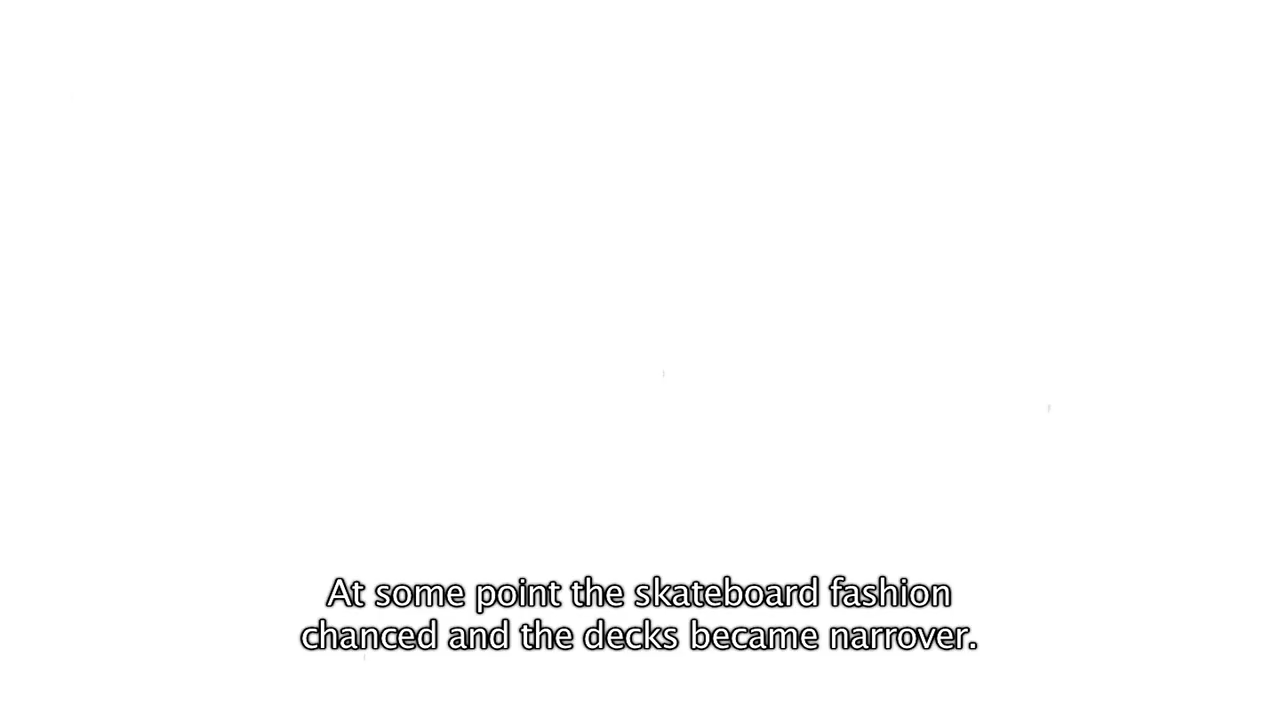 At some point the skateboard fashion
chanced and the decks became narrover.